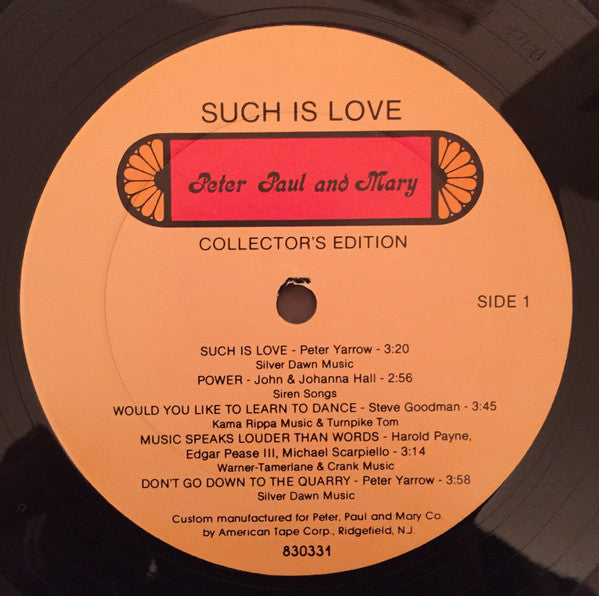 SUCH IS LOVE
Peter Paul and Mary
COLLECTOR'S EDITION
SIDE 1
SUCH IS LOVE - Peter Yarrow - 3:20
Silver Dawn Music
POWER - John & Johanna Hall - 2:56
Siren Songs
WOULD YOU LIKE TO LEARN TO DANCE - Steve Goodman - 3:45
Kama Rippa Music & Turnpike Tom
MUSIC SPEAKS LOUDER THAN WORDS - Harold Payne,
Edgar Pease III, Michael Scarpiello - 3:14
Warner-Tamerlane & Crank Music
DON'T GO DOWN TO THE QUARRY - Peter Yarrow - 3:58
Silver Dawn Music
Custom manufactured for Peter, Paul and Mary Co.
by American Tape Corp., Ridgefield, N.J.
830331